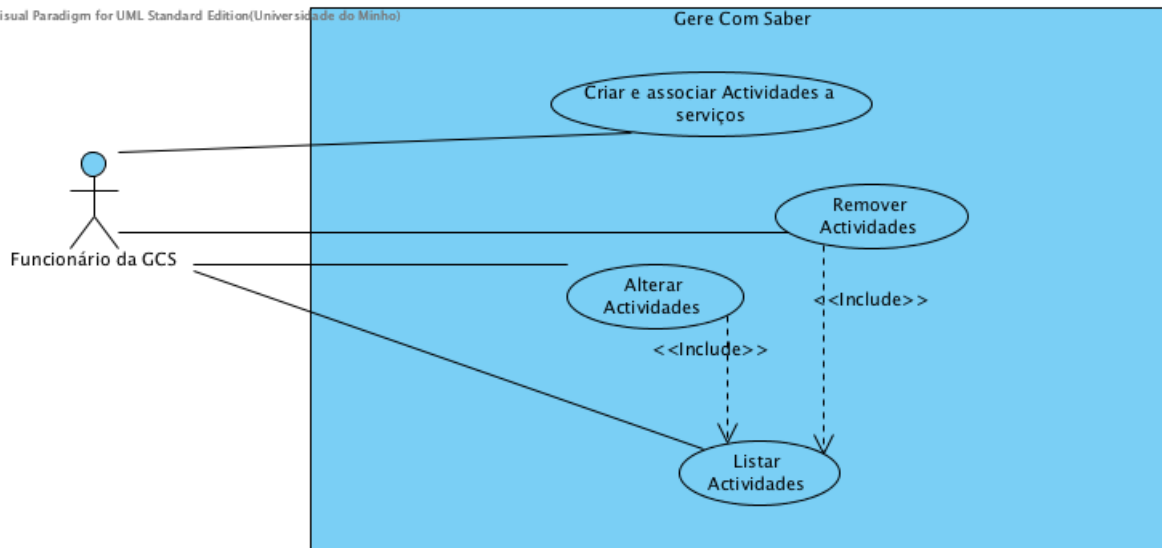 isual Paradigm for UML Standard Edition(Universidade do Minho)
Gere Com Saber
Criar e associar Actividades a
serviços
Remover
Actividades
Funcionário da GCS
Alterar
Actividades
<<Include>>
<<Include>>
Listar
Actividades